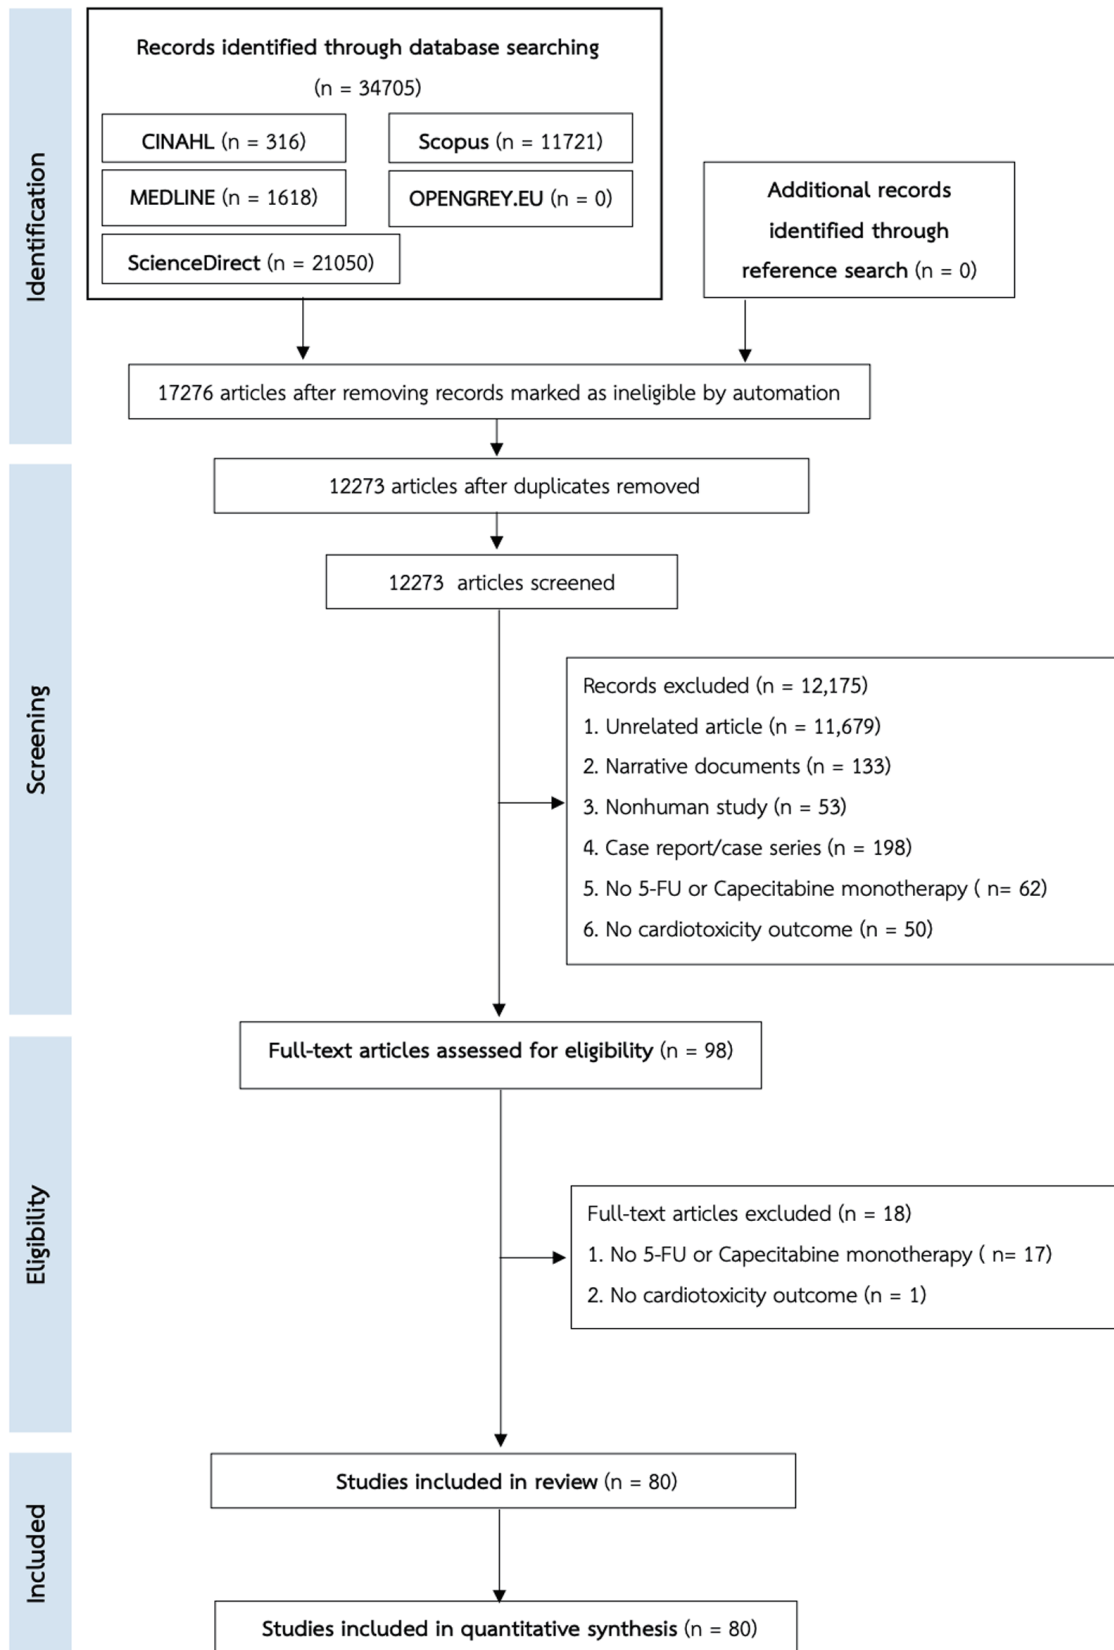 Identification
Records identified through database searching
(n = 34705)
CINAHL (n = 316)
Scopus (n = 11721)
MEDLINE (n = 1618)
OPENGREY.EU (n = 0)
ScienceDirect (n = 21050)
Additional records
identified through
reference search (n = 0)
17276 articles after removing records marked as ineligible by automation
Screening
12273 articles after duplicates removed
12273  articles screened
Records excluded (n = 12,175)
1. Unrelated article (n = 11,679)
2. Narrative documents (n = 133)
3. Nonhuman study (n = 53)
4. Case report/case series (n = 198)
5. No 5-FU or Capecitabine monotherapy ( n= 62)
6. No cardiotoxicity outcome (n = 50)
Eligibility
Full-text articles assessed for eligibility (n = 98)
Full-text articles excluded (n = 18)
1. No 5-FU or Capecitabine monotherapy ( n= 17)
2. No cardiotoxicity outcome (n = 1)
Included
Studies included in review (n = 80)
Studies included in quantitative synthesis (n = 80)